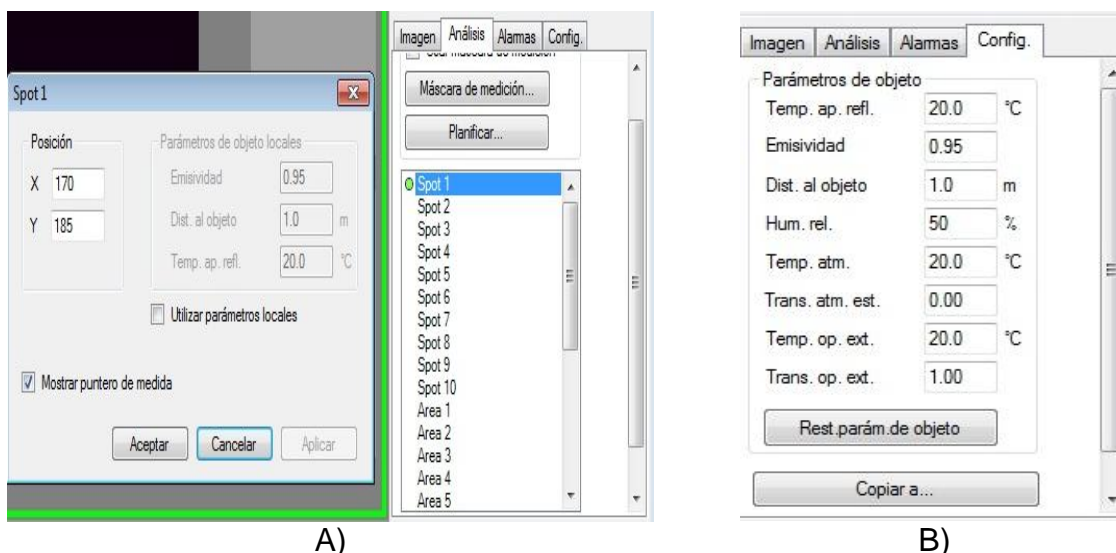 Imagen Análisis Alarmas Config.
Usar máscara de medición
Máscara de medición...
Planificar...
Spot 1
Spot 2
Spot 3
Spot 4
Spot 5
Spot 6
Spot 7
Spot 8
Spot 9
Spot 10
Area 1
Area 2
Area 3
Area 4
Area 5
Spot 1
Posición
X 170
Y 185
Parámetros de objeto locales
Emisividad 0.95
Dist. al objeto 1.0 m
Temp. ap. refl. 20.0 °C
Utilizar parámetros locales
Mostrar puntero de medida
Aceptar Cancelar Aplicar
A)
Imagen Análisis Alarmas Config.
Parámetros de objeto
Temp. ap. refl. 20.0 °C
Emisividad 0.95
Dist. al objeto 1.0 m
Hum. rel. 50 %
Temp. atm. 20.0 °C
Trans. atm. est. 0.00
Temp. op. ext. 20.0 °C
Trans. op. ext. 1.00
Rest.parám.de objeto
Copiar a...
B)